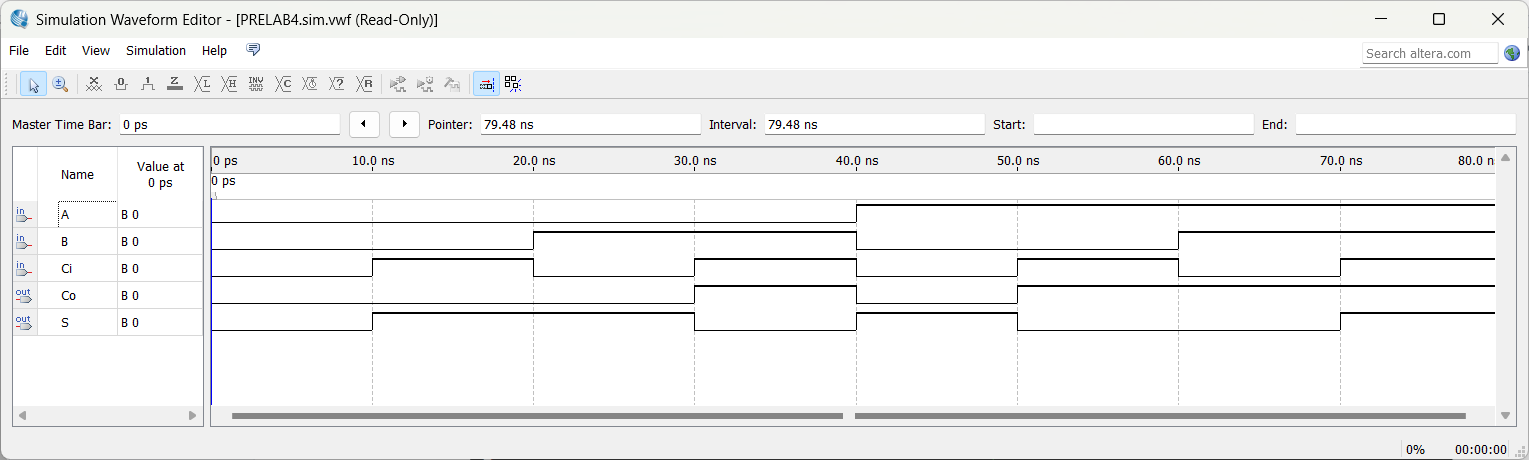 Simulation Waveform Editor - [PRELAB4.sim.vwf (Read-Only)]
File Edit View Simulation Help
Search altera.com
0 1 Z L H INV C ? R
Master Time Bar: 0 ps Pointer: 79.48 ns Interval: 79.48 ns Start: End:
Name Value at
0 ps
0 ps 10.0 ns 20.0 ns 30.0 ns 40.0 ns 50.0 ns 60.0 ns 70.0 ns 80.0 n
0 ps
in A B 0
in B B 0
in Ci B 0
out Co B 0
out S B 0
0% 00:00:00